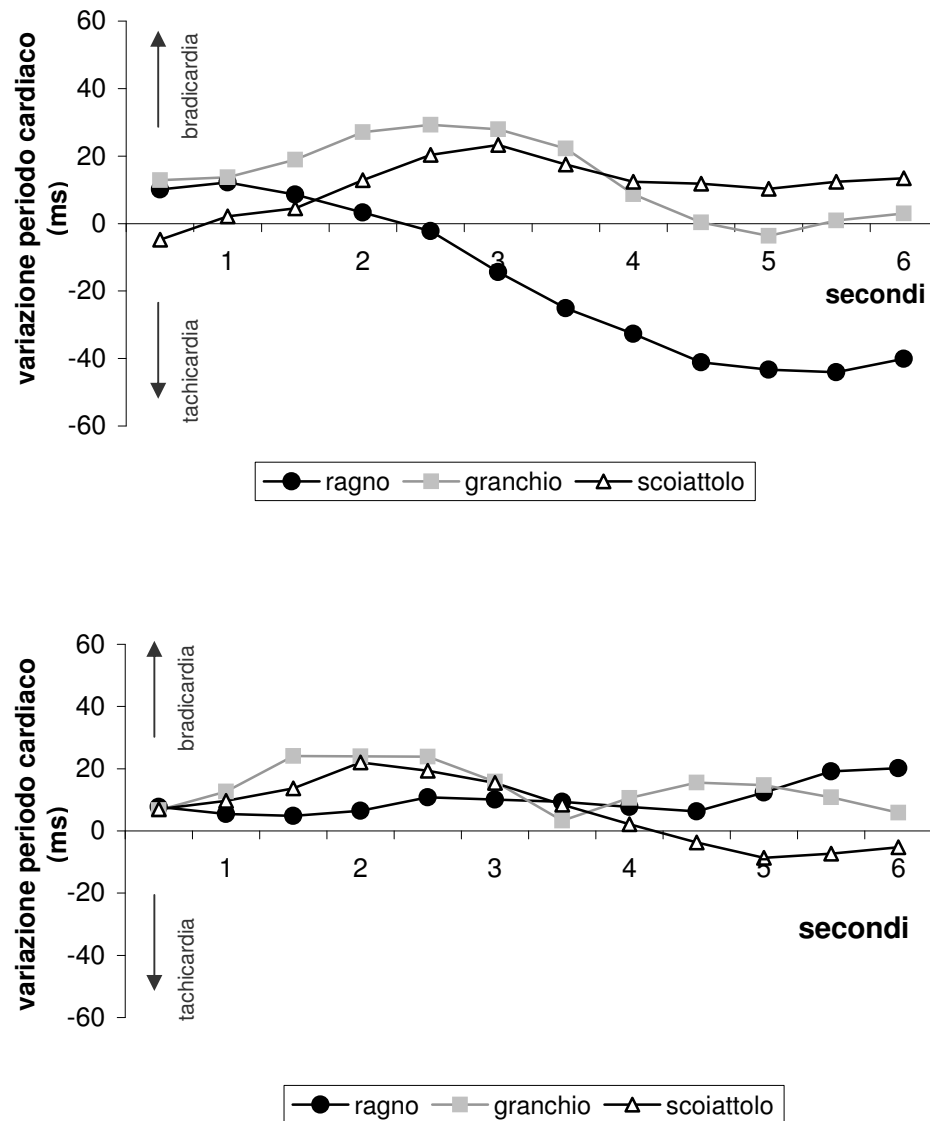 60
40
20
0
-20
-40
-60
variazione periodo cardiaco
(ms)
bradicardia
tachicardia
1 2 3 4 5 6
secondi
ragno granchio scoiattolo
60
40
20
0
-20
-40
-60
variazione periodo cardiaco
(ms)
bradicardia
tachicardia
1 2 3 4 5 6
secondi
ragno granchio scoiattolo